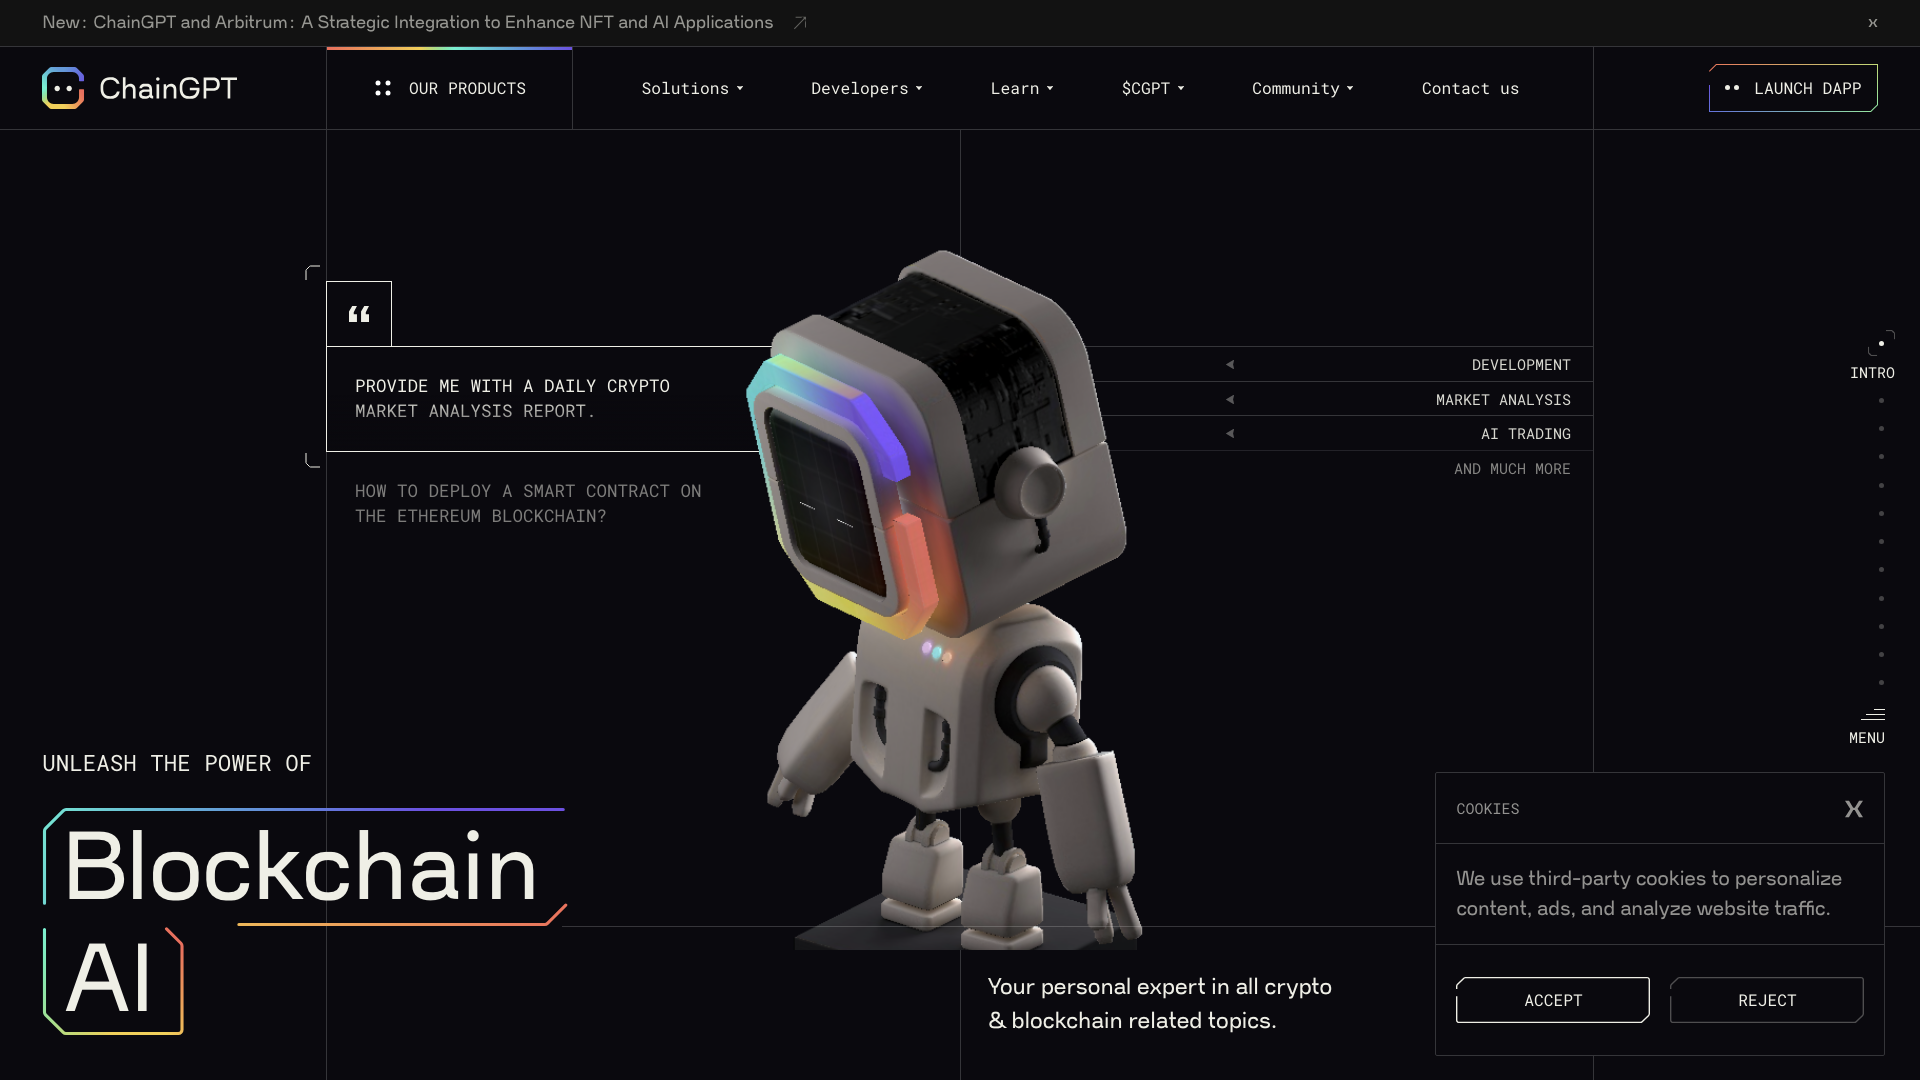 New: ChainGPT and Arbitrum: A Strategic Integration to Enhance NFT and AI Applications
ChainGPT
OUR PRODUCTS
Solutions
Developers
Learn
$CGPT
Community
Contact us
LAUNCH DAPP
“
PROVIDE ME WITH A DAILY CRYPTO
MARKET ANALYSIS REPORT.
HOW TO DEPLOY A SMART CONTRACT ON
THE ETHEREUM BLOCKCHAIN?
DEVELOPMENT
MARKET ANALYSIS
AI TRADING
AND MUCH MORE
INTRO
MENU
UNLEASH THE POWER OF
Blockchain
AI
Your personal expert in all crypto
& blockchain related topics.
COOKIES
We use third-party cookies to personalize
content, ads, and analyze website traffic.
ACCEPT
REJECT